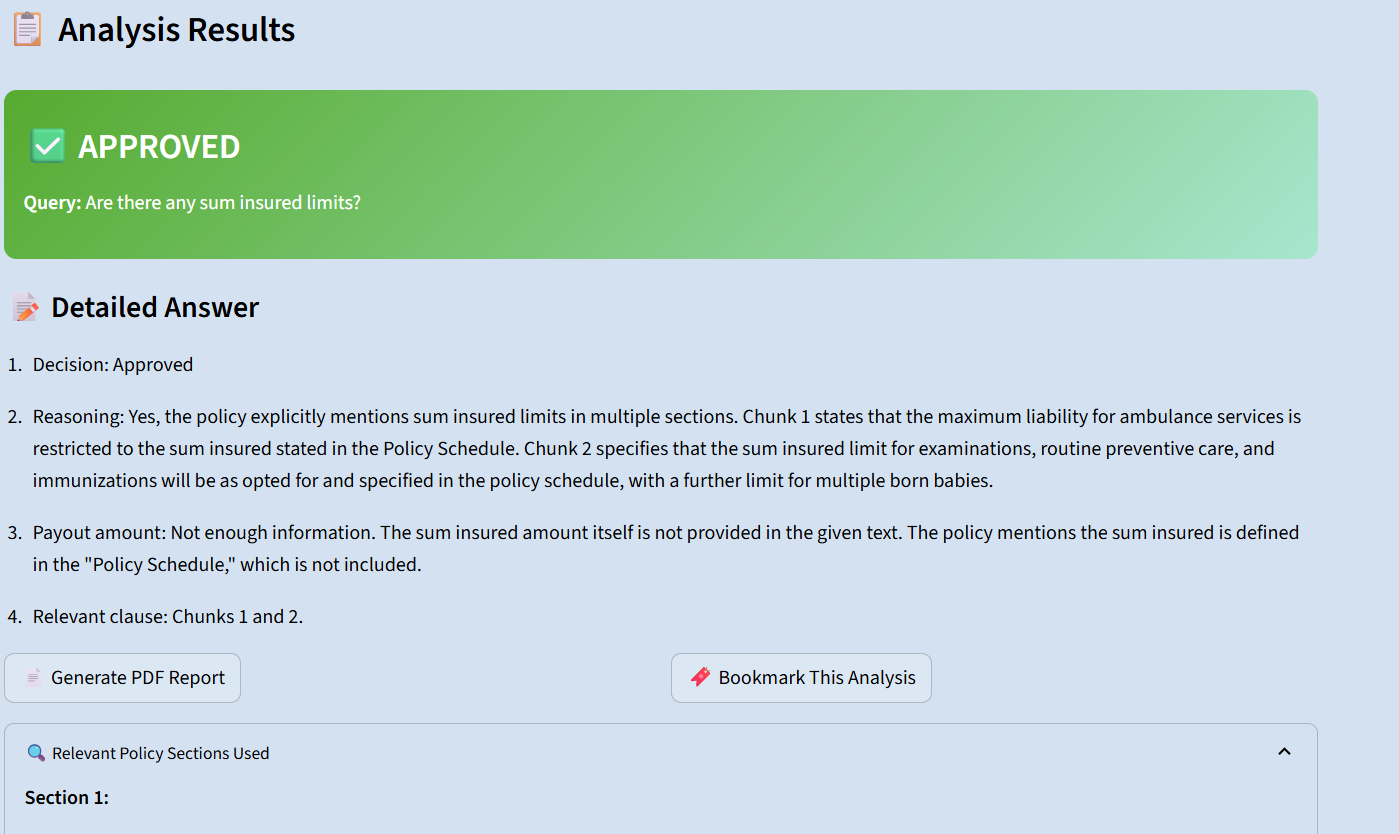 Analysis Results
APPROVED
Query: Are there any sum insured limits?
Detailed Answer
1. Decision: Approved
2. Reasoning: Yes, the policy explicitly mentions sum insured limits in multiple sections. Chunk 1 states that the maximum liability for ambulance services is
restricted to the sum insured stated in the Policy Schedule. Chunk 2 specifies that the sum insured limit for examinations, routine preventive care, and
immunizations will be as opted for and specified in the policy schedule, with a further limit for multiple born babies.
3. Payout amount: Not enough information. The sum insured amount itself is not provided in the given text. The policy mentions the sum insured is defined
in the "Policy Schedule," which is not included.
4. Relevant clause: Chunks 1 and 2.
Generate PDF Report
Bookmark This Analysis
Relevant Policy Sections Used
Section 1: